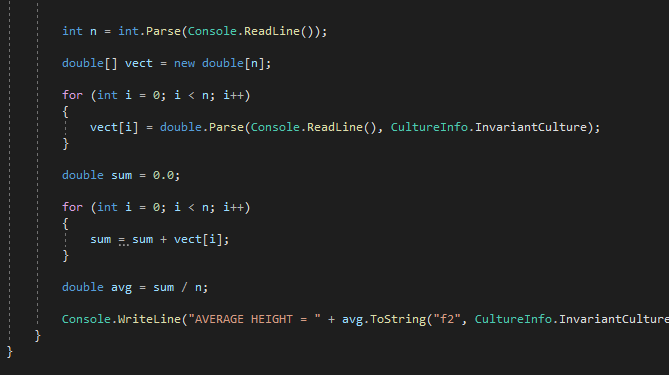 int n = int.Parse(Console.ReadLine());
double[] vect = new double[n];
for (int i = 0; i < n; i++)
{
vect[i] = double.Parse(Console.ReadLine(), CultureInfo.InvariantCulture);
}
double sum = 0.0;
for (int i = 0; i < n; i++)
{
sum = sum + vect[i];
}
double avg = sum / n;
Console.WriteLine("AVERAGE HEIGHT = " + avg.ToString("f2", CultureInfo.InvariantCulture
}
}